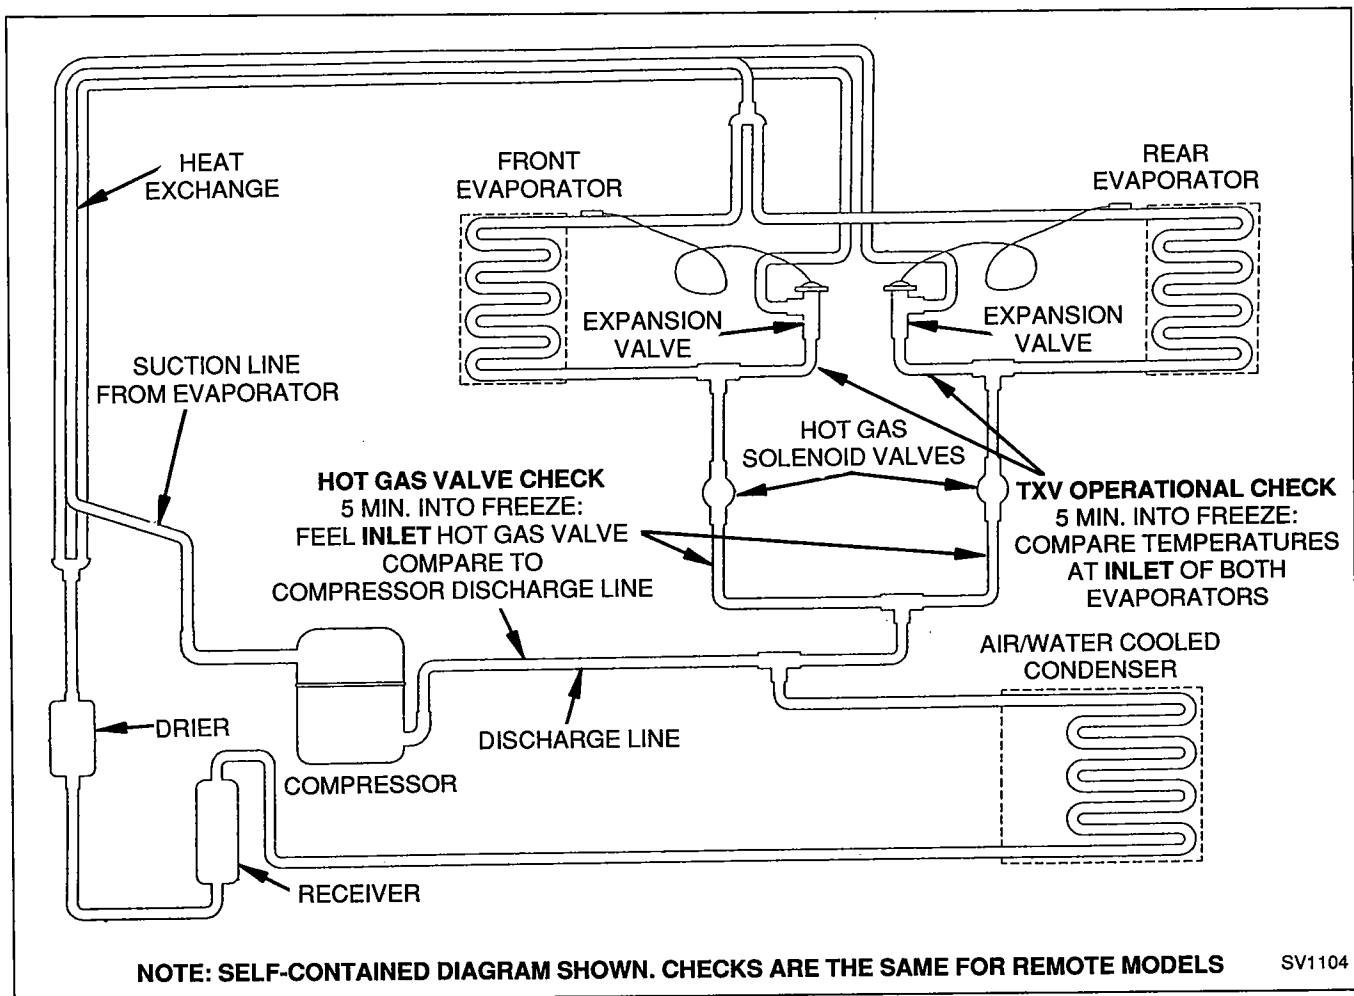 HEAT
EXCHANGE
FRONT
EVAPORATOR
REAR
EVAPORATOR
EXPANSION
VALVE
EXPANSION
VALVE
SUCTION LINE
FROM EVAPORATOR
HOT GAS
SOLENOID VALVES
HOT GAS VALVE CHECK
5 MIN. INTO FREEZE:
FEEL INLET HOT GAS VALVE
COMPARE TO
COMPRESSOR DISCHARGE LINE
TXV OPERATIONAL CHECK
5 MIN. INTO FREEZE:
COMPARE TEMPERATURES
AT INLET OF BOTH
EVAPORATORS
AIR/WATER COOLED
CONDENSER
DRIER
DISCHARGE LINE
COMPRESSOR
RECEIVER
NOTE: SELF-CONTAINED DIAGRAM SHOWN. CHECKS ARE THE SAME FOR REMOTE MODELS
SV1104